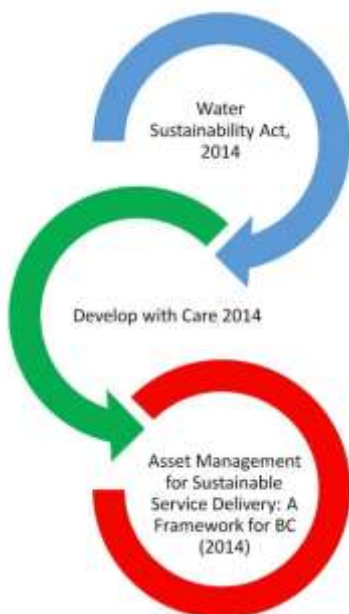 Water
Sustainability Act,
2014
Develop with Care 2014
Asset Management
for Sustainable
Service Delivery: A
Framework for BC
(2014)